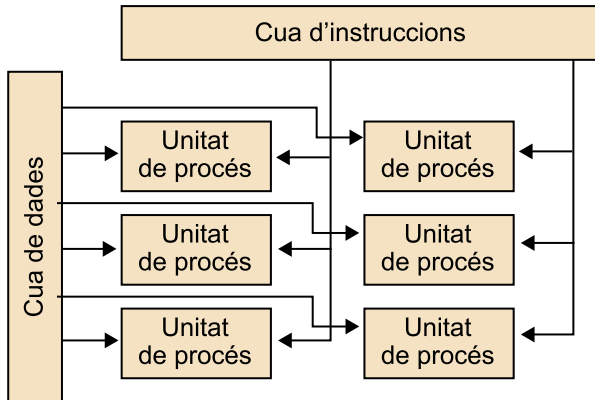 Cua d’instruccions
Cua de dades
Unitat
de procés
Unitat
de procés
Unitat
de procés
Unitat
de procés
Unitat
de procés
Unitat
de procés